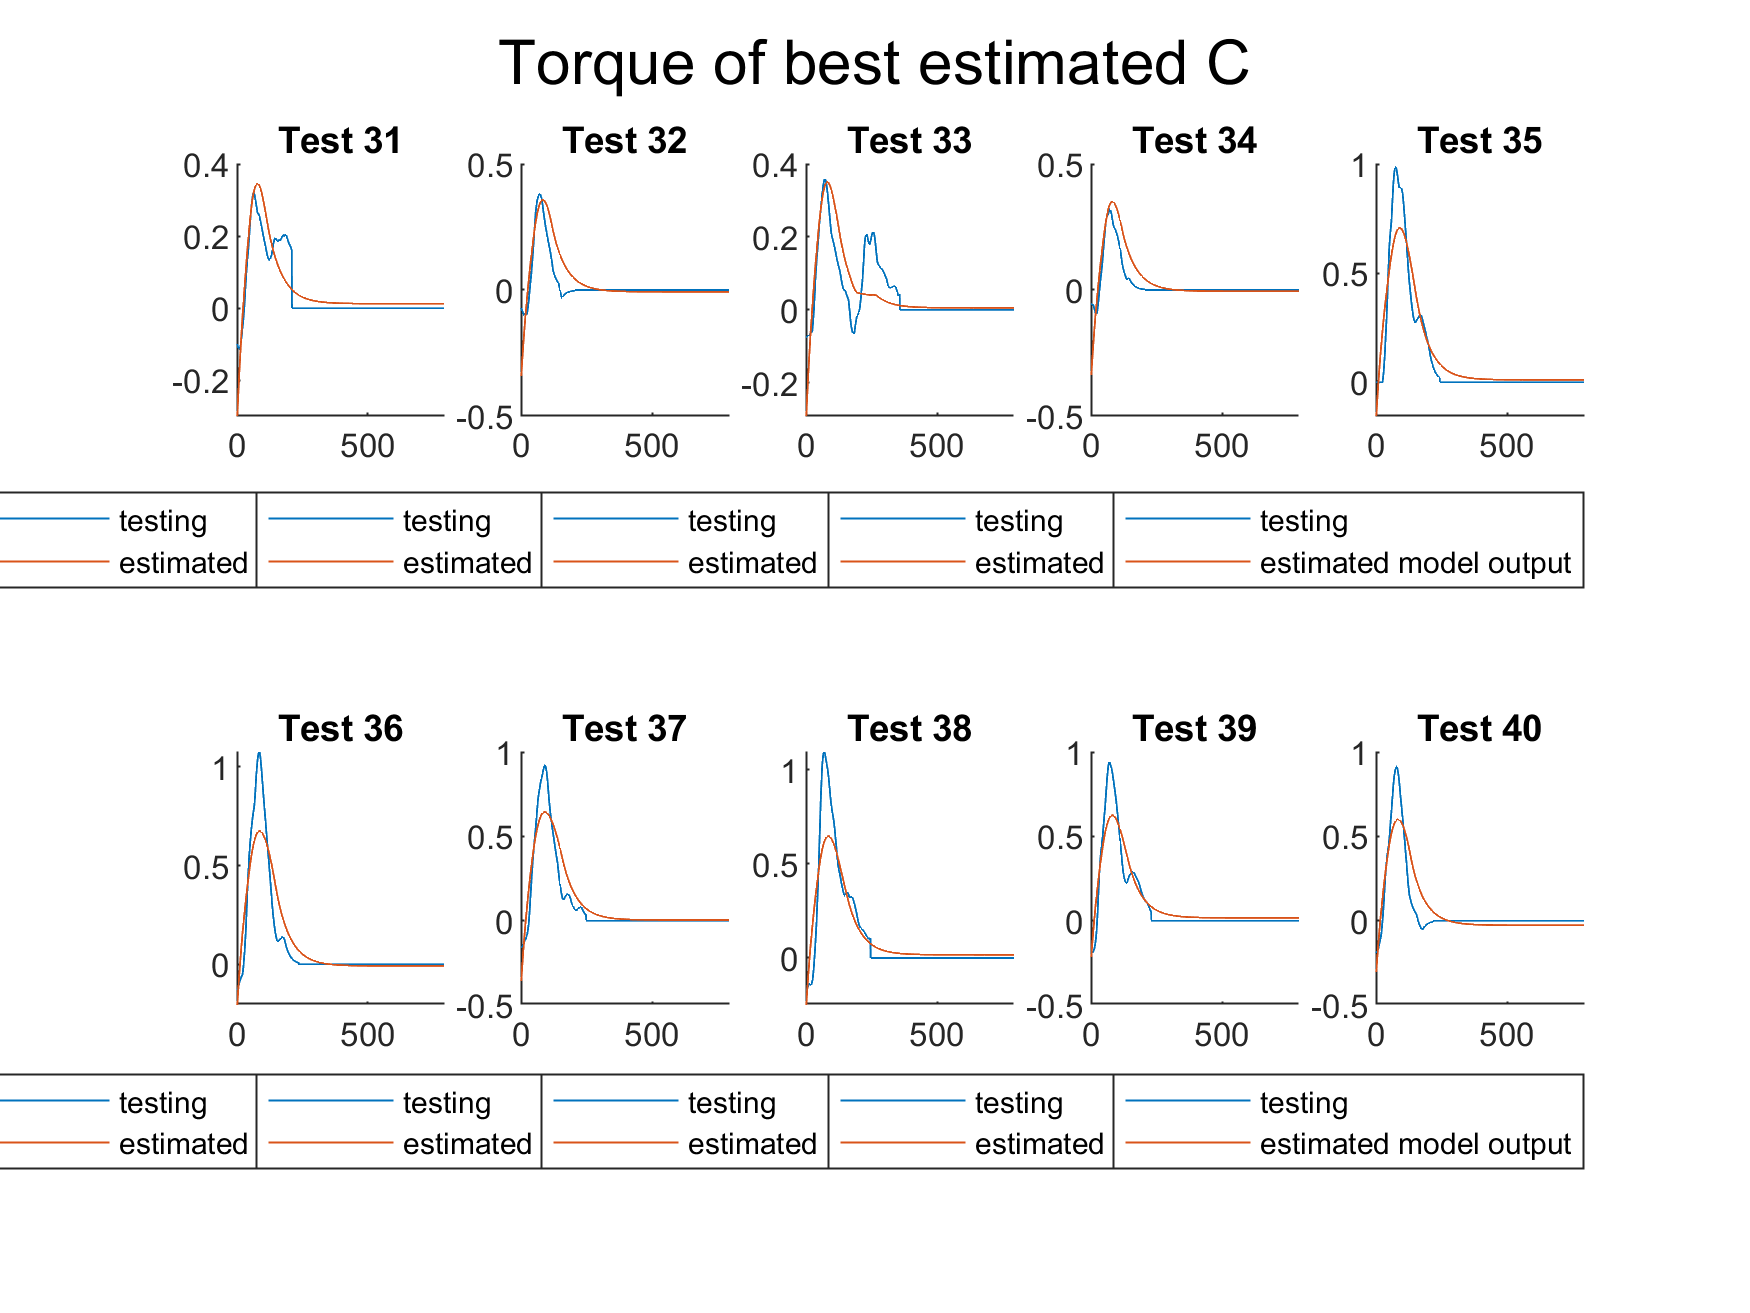 Torque of best estimated C
Test 31 Test 32 Test 33 Test 34 Test 35
0.4 0.5 0.4 0.5 1
0.2 0.2 0.5
0 0 0 0 0
-0.2 -0.5 -0.2 -0.5
0 500 0 500 0 500 0 500 0 500
testing testing testing testing testing
estimated estimated estimated estimated estimated model output
Test 36 Test 37 Test 38 Test 39 Test 40
1 1 1 1 1
0.5 0.5 0.5 0.5 0.5
0 0 0 0 0
-0.5 -0.5 -0.5
0 500 0 500 0 500 0 500 0 500
testing testing testing testing testing
estimated estimated estimated estimated estimated model output